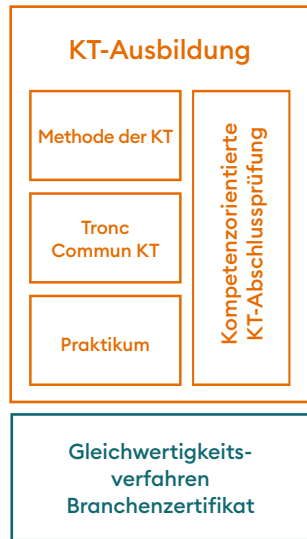 KT-Ausbildung
Methode der KT
Tronc
Commun KT
Praktikum
Kompetenzorientierte
KT-Abschlussprüfung
Gleichwertigkeits-
verfahren
Branchenzertifikat